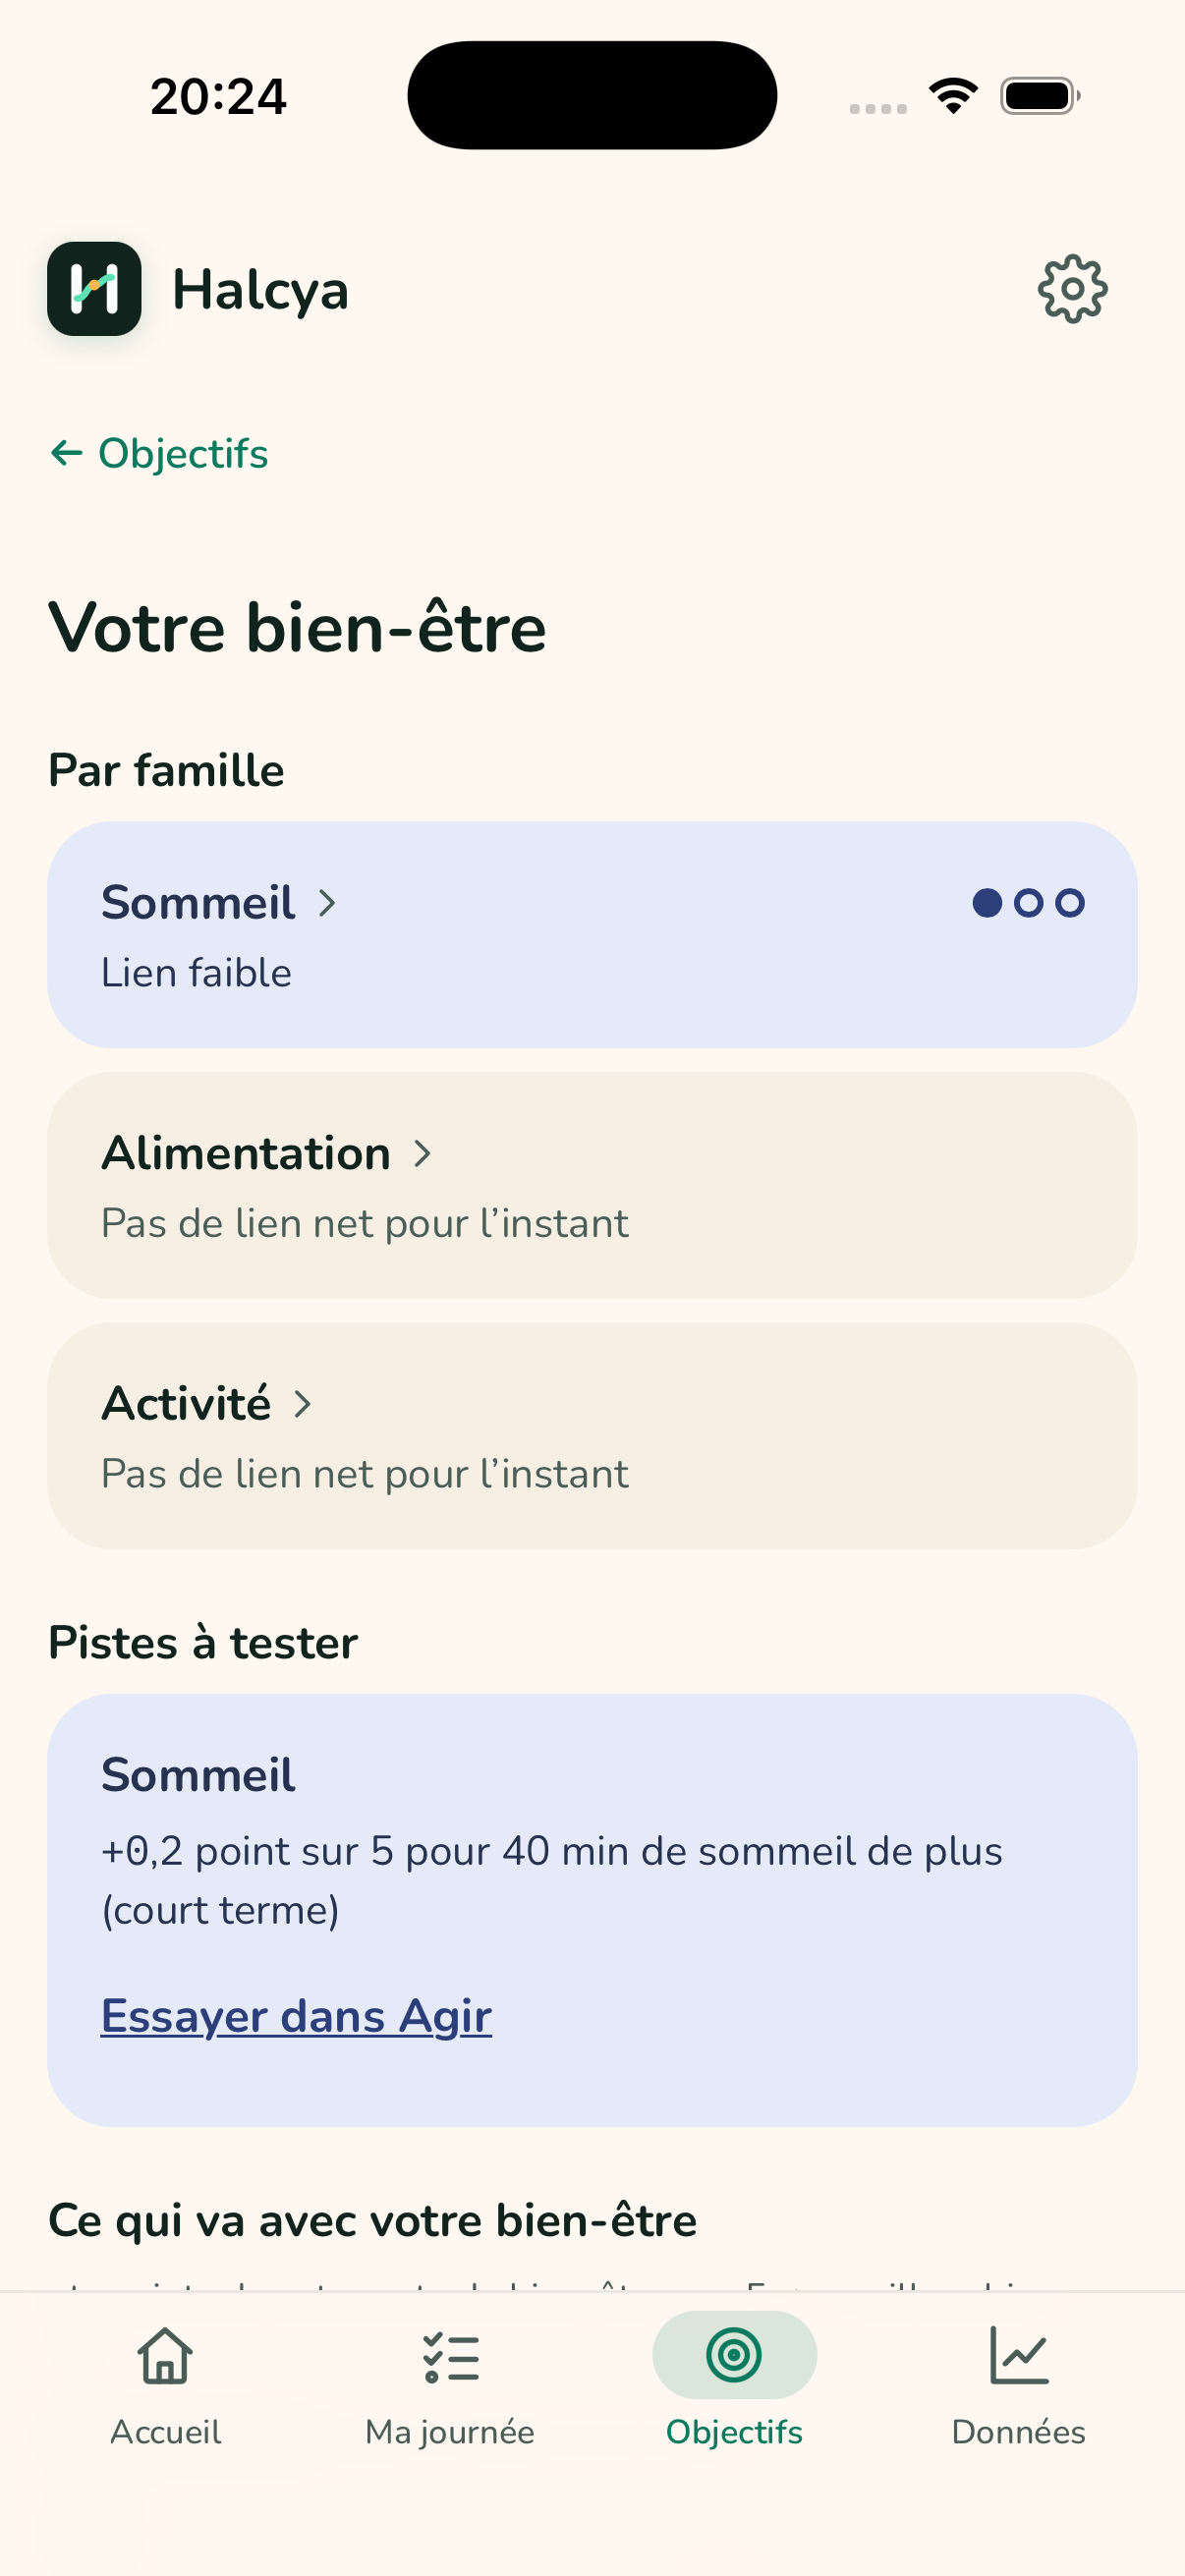 20:24
Halcya
← Objectifs
Votre bien-être
Par famille
Sommeil
Lien faible
Alimentation
Pas de lien net pour l’instant
Activité
Pas de lien net pour l’instant
Pistes à tester
Sommeil
+0,2 point sur 5 pour 40 min de sommeil de plus
(court terme)
Essayer dans Agir
Ce qui va avec votre bien-être
Accueil
Ma journée
Objectifs
Données